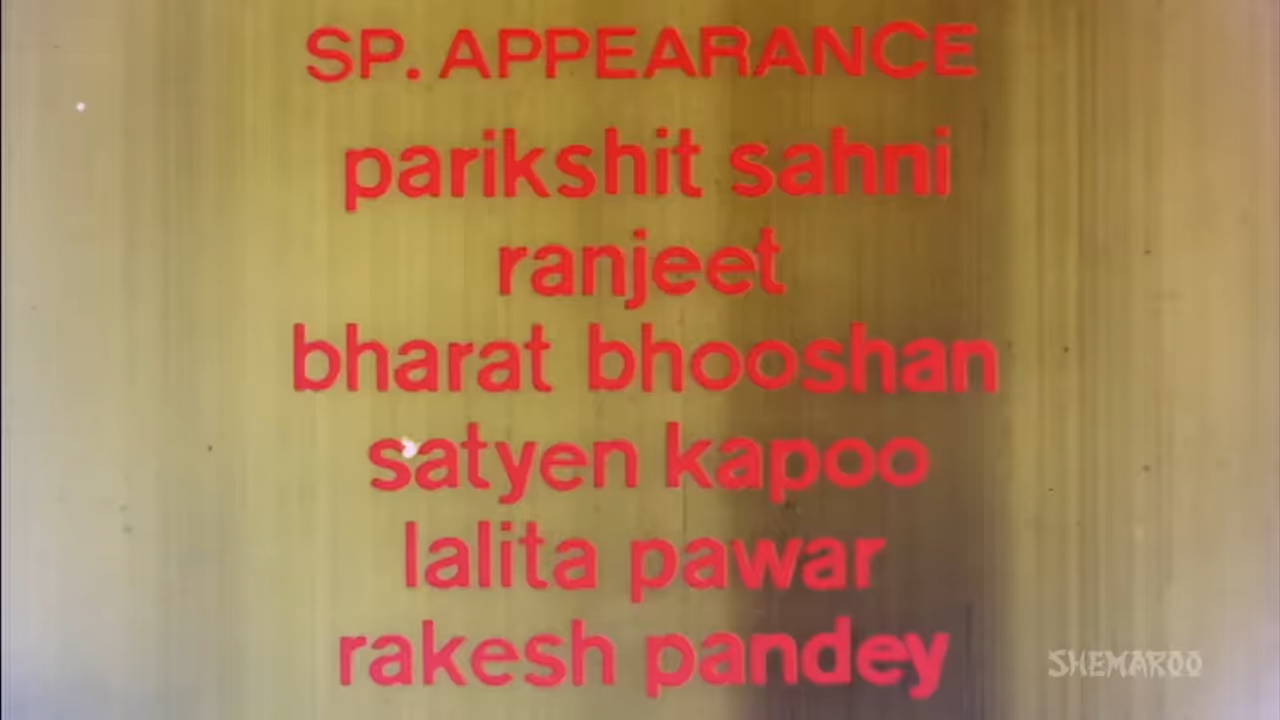 SP. APPEARANCE
parikshit sahni
ranjeet
bharat bhooshan
satyen kapoo
lalita pawar
rakesh pandey
SHEMAROO